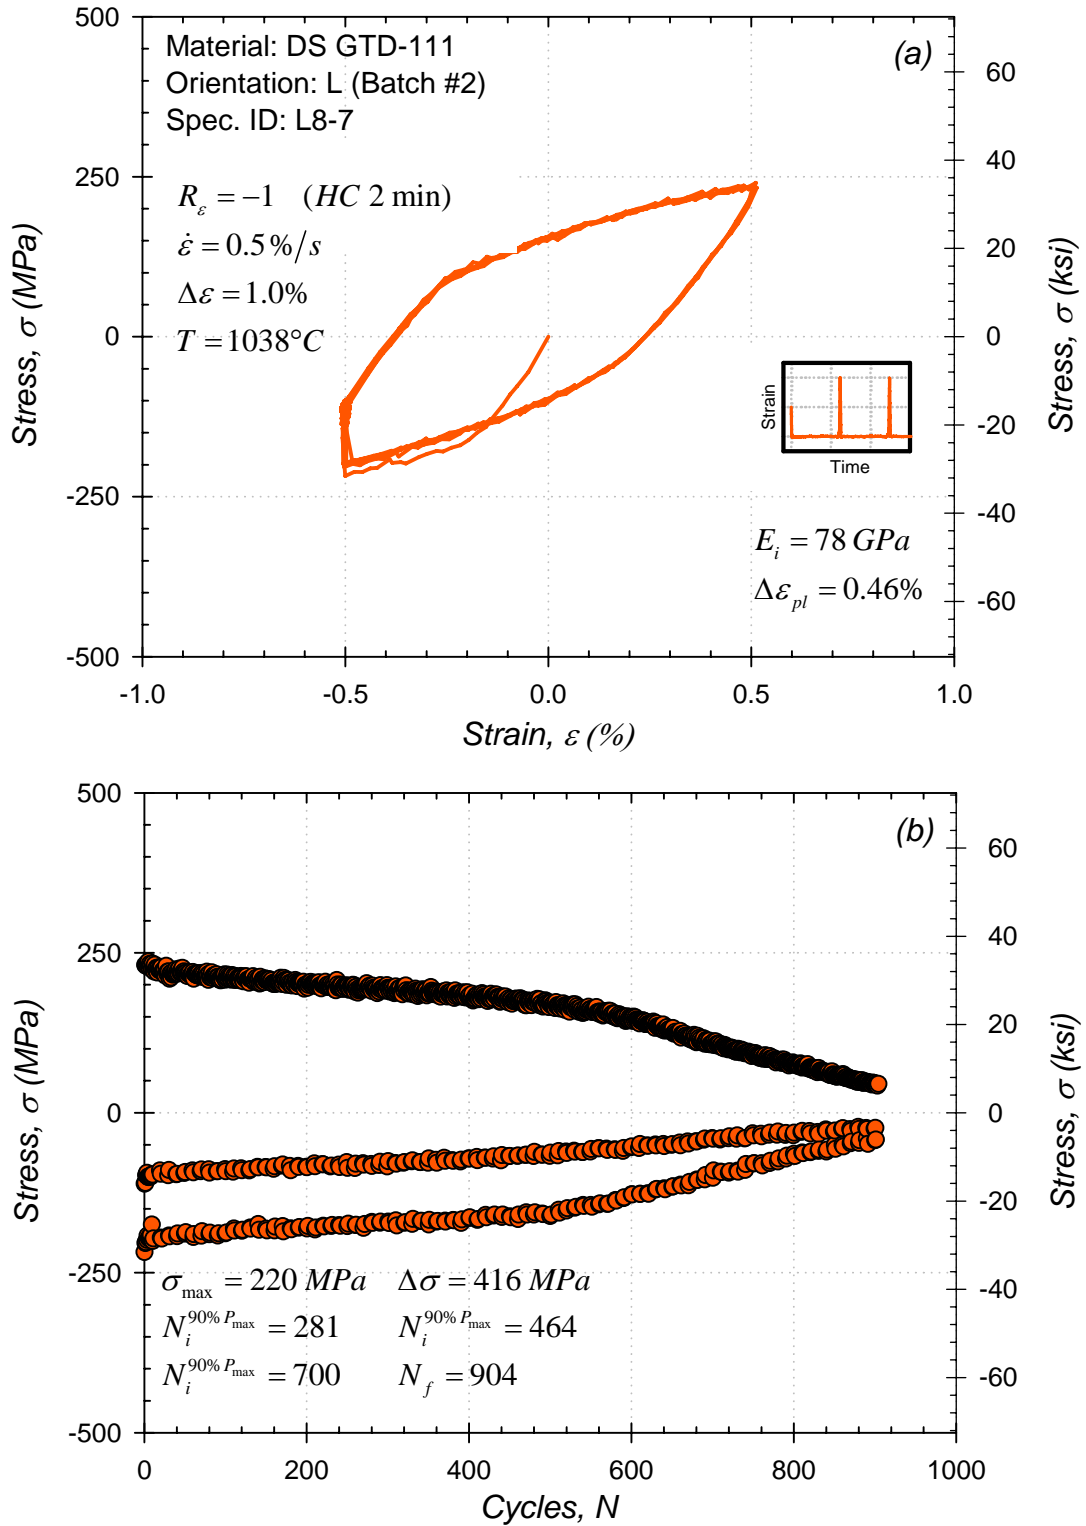 500
250
0
-250
-500
Stress, σ (MPa)
Material: DS GTD-111
Orientation: L (Batch #2)
Spec. ID: L8-7
(a)
R_ε = −1 (HC 2 min)
ε̇ = 0.5%/s
Δε = 1.0%
T = 1038°C
Strain
Time
E_i = 78 GPa
Δε_pl = 0.46%
60
40
20
0
-20
-40
-60
Stress, σ (ksi)
-1.0 -0.5 0.0 0.5 1.0
Strain, ε (%)
500
250
0
-250
-500
Stress, σ (MPa)
(b)
σ_max = 220 MPa Δσ = 416 MPa
N_i^90% P_max = 281 N_i^90% P_max = 464
N_i^90% P_max = 700 N_f = 904
60
40
20
0
-20
-40
-60
Stress, σ (ksi)
0 200 400 600 800 1000
Cycles, N